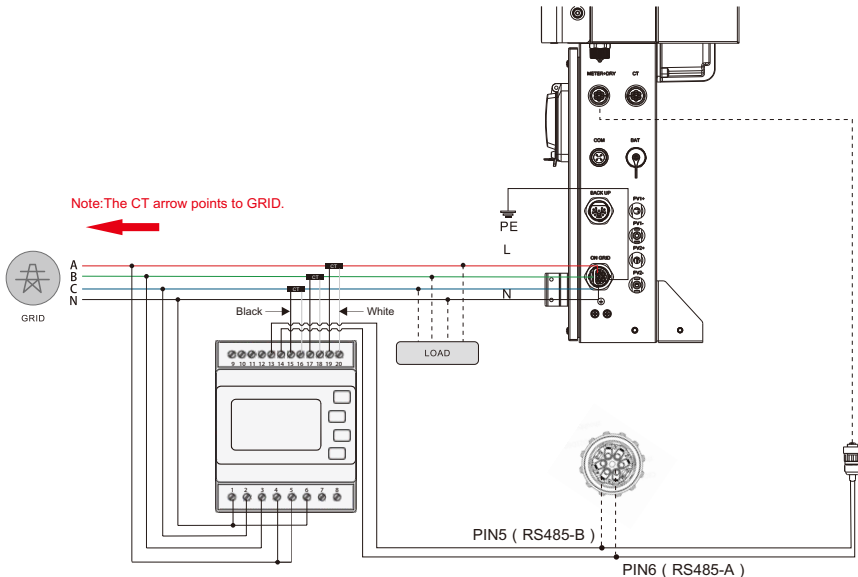 METER+DRY CT
COM BAT
BACK UP
PV1+
PV1-
PV2+
PV2-
ON GRID
Note:The CT arrow points to GRID.
PE
L
N
A
B
C
N
GRID
CT
CT
CT
Black
White
LOAD
9 10 11 12 13 14 15 16 17 18 19 20
1 2 3 4 5 6 7 8
PIN5 ( RS485-B )
PIN6 ( RS485-A )